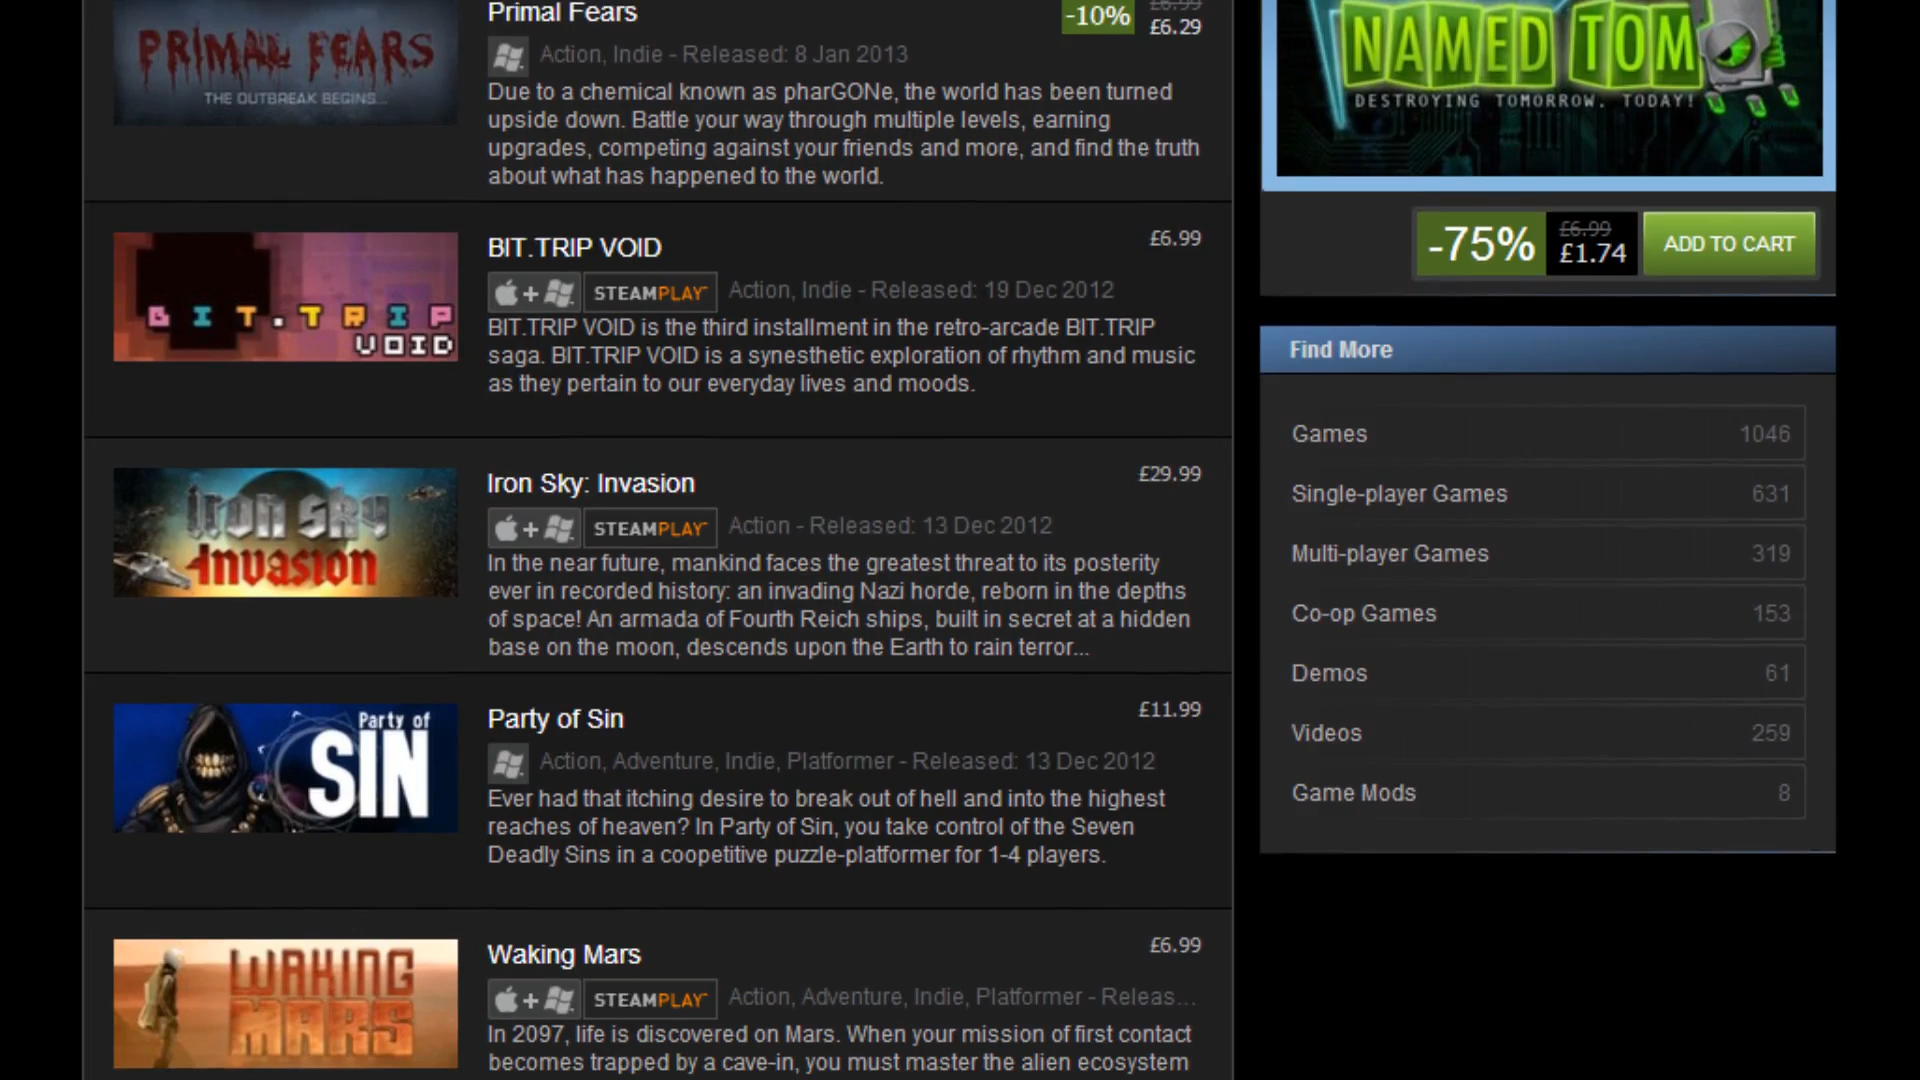 PRIMAL FEARS
THE OUTBREAK BEGINS...
Primal Fears
-10%
£6.99
£6.29
Action, Indie - Released: 8 Jan 2013
Due to a chemical known as pharGONe, the world has been turned
upside down. Battle your way through multiple levels, earning
upgrades, competing against your friends and more, and find the truth
about what has happened to the world.
BIT.TRIP
VOID
BIT.TRIP VOID
£6.99
+ STEAMPLAY™ Action, Indie - Released: 19 Dec 2012
BIT.TRIP VOID is the third installment in the retro-arcade BIT.TRIP
saga. BIT.TRIP VOID is a synesthetic exploration of rhythm and music
as they pertain to our everyday lives and moods.
iron sky
Invasion
Iron Sky: Invasion
£29.99
+ STEAMPLAY™ Action - Released: 13 Dec 2012
In the near future, mankind faces the greatest threat to its posterity
ever in recorded history: an invading Nazi horde, reborn in the depths
of space! An armada of Fourth Reich ships, built in secret at a hidden
base on the moon, descends upon the Earth to rain terror...
Party of
SIN
Party of Sin
£11.99
Action, Adventure, Indie, Platformer - Released: 13 Dec 2012
Ever had that itching desire to break out of hell and into the highest
reaches of heaven? In Party of Sin, you take control of the Seven
Deadly Sins in a coopetitive puzzle-platformer for 1-4 players.
WAKING
MARS
Waking Mars
£6.99
+ STEAMPLAY™ Action, Adventure, Indie, Platformer - Releas...
In 2097, life is discovered on Mars. When your mission of first contact
becomes trapped by a cave-in, you must master the alien ecosystem
NAMED TOM
DESTROYING TOMORROW. TODAY!
-75%
£6.99
£1.74
ADD TO CART
Find More
Games 1046
Single-player Games 631
Multi-player Games 319
Co-op Games 153
Demos 61
Videos 259
Game Mods 8